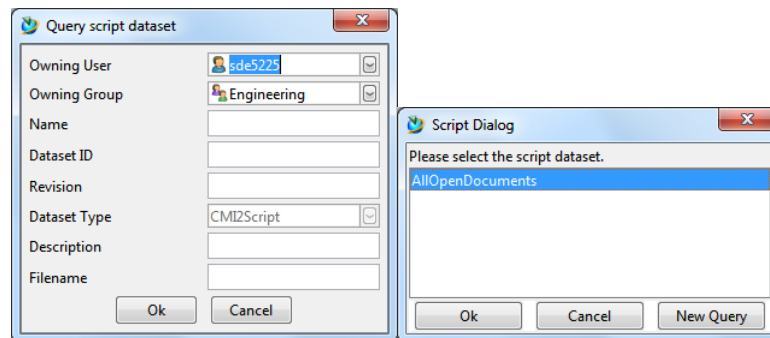 Query script dataset
Owning User sde5225
Owning Group Engineering
Name
Dataset ID
Revision
Dataset Type CMI2Script
Description
Filename
Ok Cancel
Script Dialog
Please select the script dataset.
AllOpenDocuments
Ok Cancel New Query